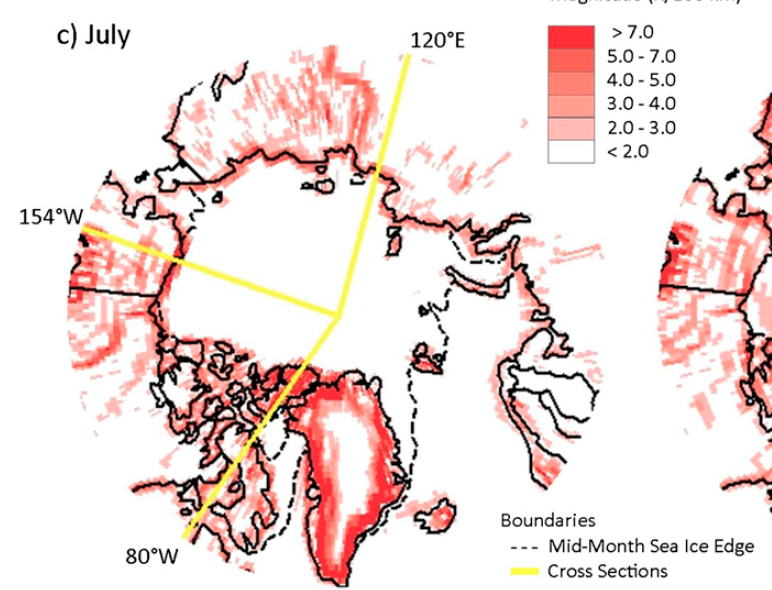 c) July
120°E
> 7.0
5.0 - 7.0
4.0 - 5.0
3.0 - 4.0
2.0 - 3.0
< 2.0
154°W
80°W
Boundaries
Mid-Month Sea Ice Edge
Cross Sections